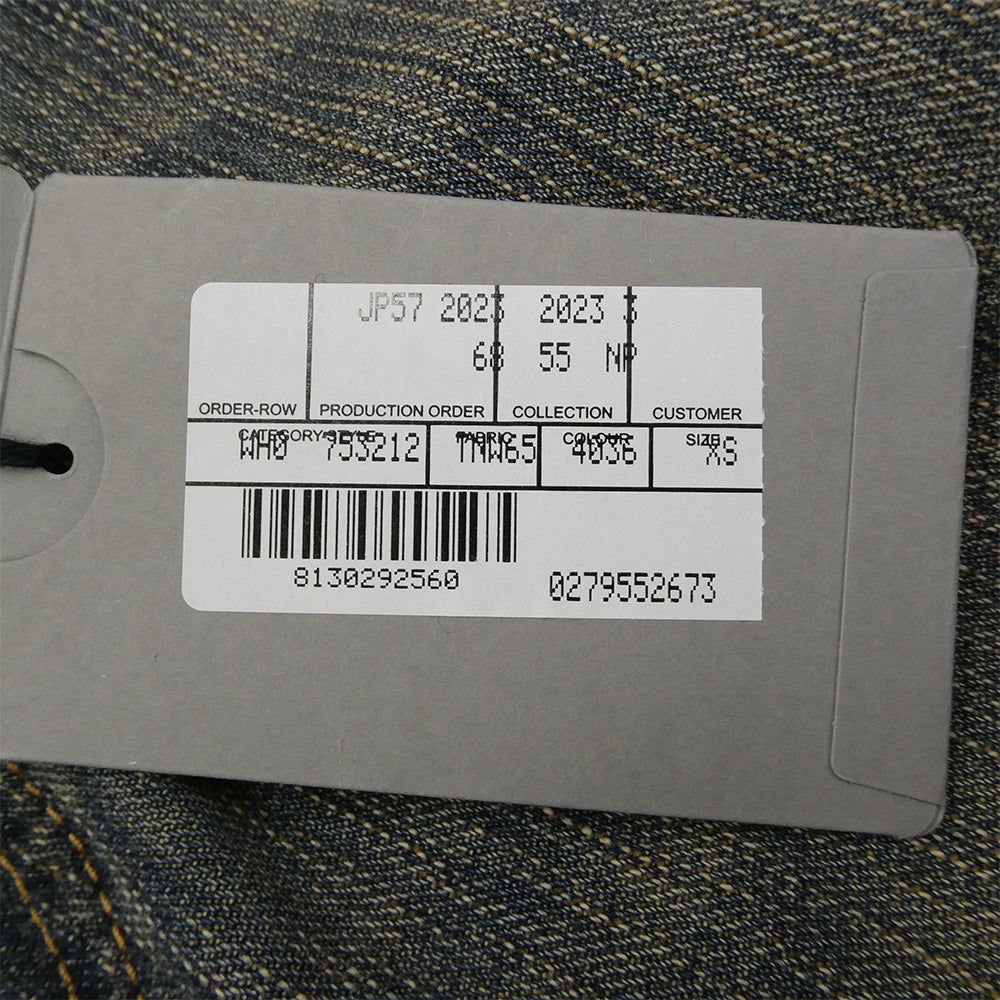 JP57 2023 2023 3
68 55 NP
ORDER-ROW PRODUCTION ORDER COLLECTION CUSTOMER
CATEGORY-STYLE FABRIC COLOUR SIZE
WH0 753212 TNW65 4036 XS
8130292560
0279552673